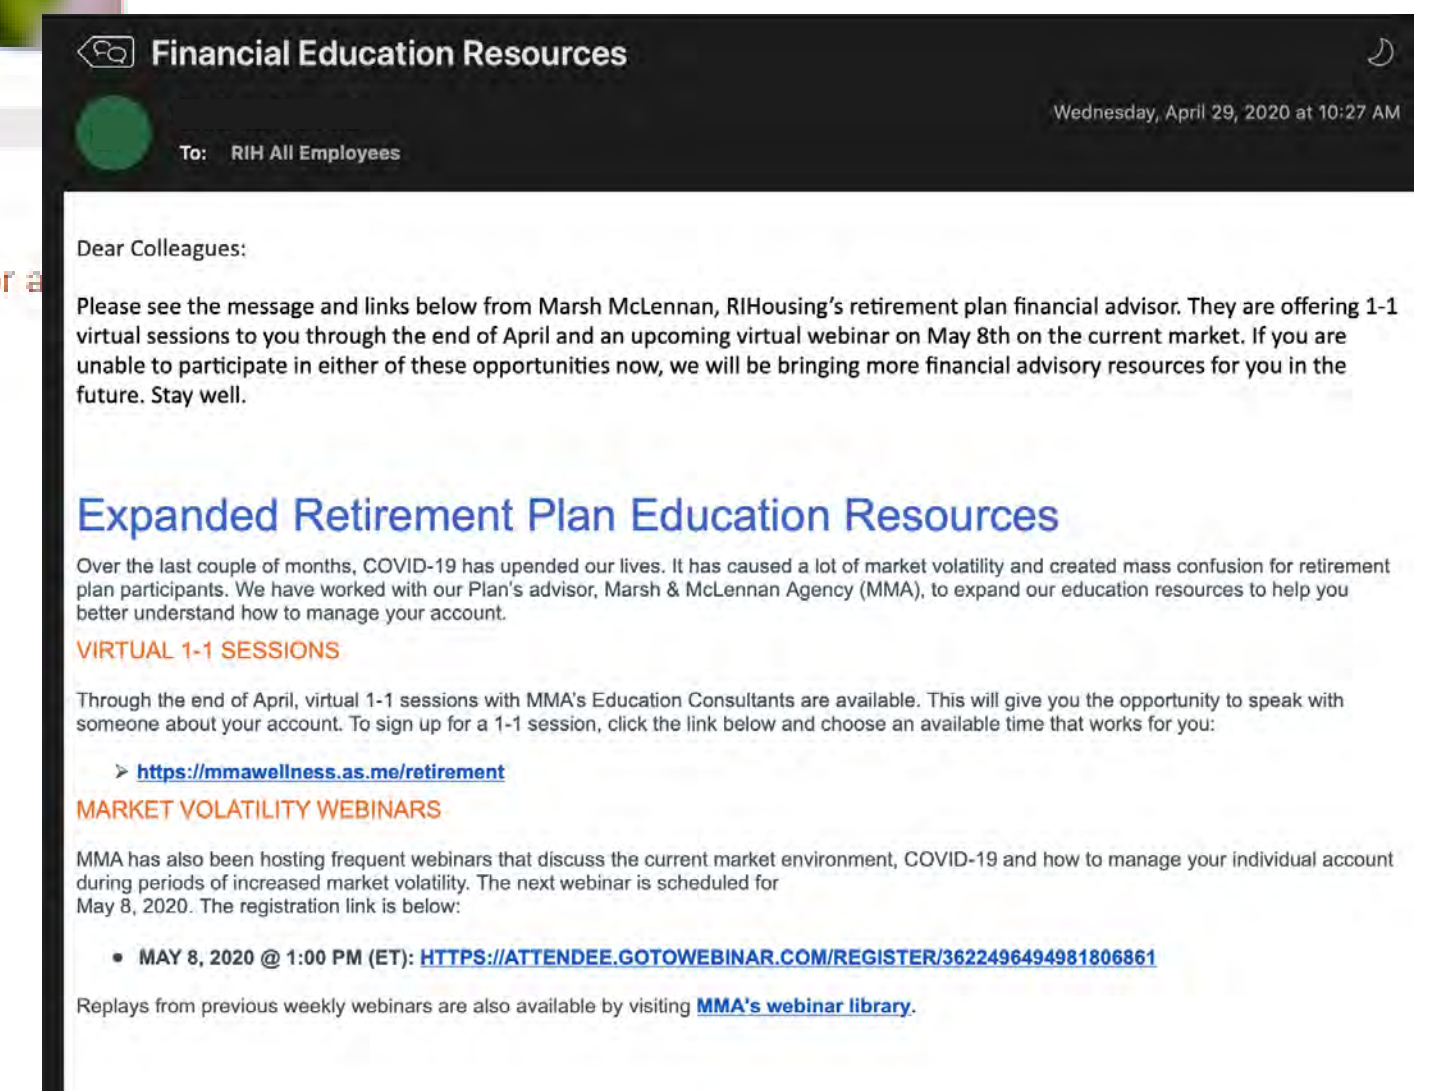 Financial Education Resources
Wednesday, April 29, 2020 at 10:27 AM
To: RIH All Employees
Dear Colleagues:
Please see the message and links below from Marsh McLennan, RIHousing's retirement plan financial advisor. They are offering 1-1
virtual sessions to you through the end of April and an upcoming virtual webinar on May 8th on the current market. If you are
unable to participate in either of these opportunities now, we will be bringing more financial advisory resources for you in the
future. Stay well.
Expanded Retirement Plan Education Resources
Over the last couple of months, COVID-19 has upended our lives. It has caused a lot of market volatility and created mass confusion for retirement
plan participants. We have worked with our Plan's advisor, Marsh & McLennan Agency (MMA), to expand our education resources to help you
better understand how to manage your account.
VIRTUAL 1-1 SESSIONS
Through the end of April, virtual 1-1 sessions with MMA's Education Consultants are available. This will give you the opportunity to speak with
someone about your account. To sign up for a 1-1 session, click the link below and choose an available time that works for you:
➢ https://mmawellness.as.me/retirement
MARKET VOLATILITY WEBINARS
MMA has also been hosting frequent webinars that discuss the current market environment, COVID-19 and how to manage your individual account
during periods of increased market volatility. The next webinar is scheduled for
May 8, 2020. The registration link is below:
• MAY 8, 2020 @ 1:00 PM (ET): HTTPS://ATTENDEE.GOTOWEBINAR.COM/REGISTER/3622496494981806861
Replays from previous weekly webinars are also available by visiting MMA's webinar library.